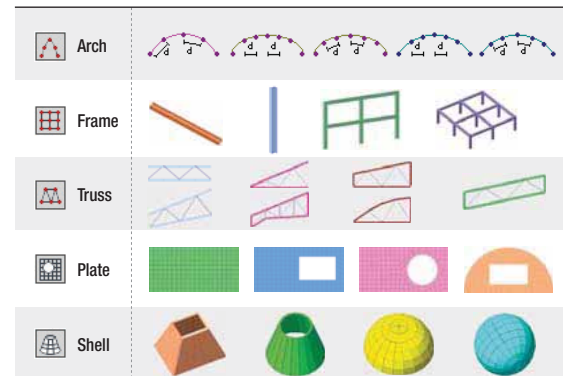 Arch
d d d d d d d d d d
Frame
Truss
Plate
Shell